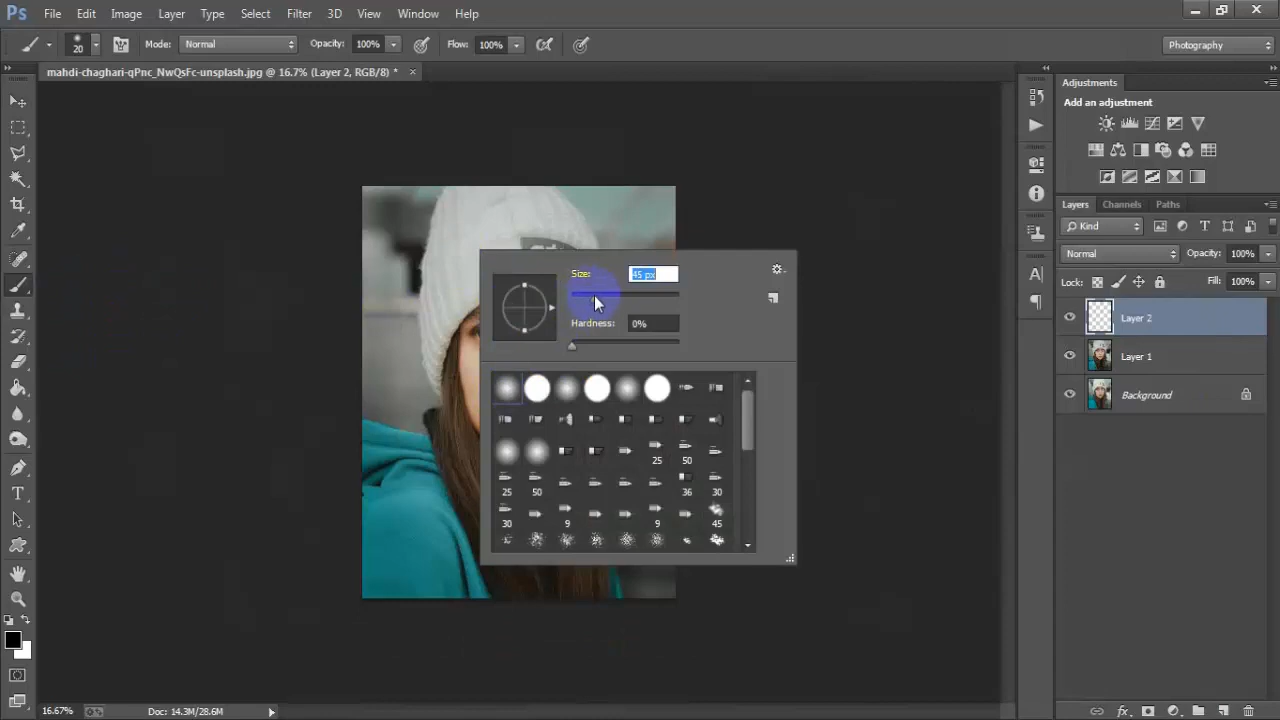 Ps File Edit Image Layer Type Select Filter 3D View Window Help
20 Mode: Normal Opacity: 100% Flow: 100% Photography
mahdi-chaghari-qPnc_NwQsFc-unsplash.jpg @ 16.7% (Layer 2, RGB/8) * ×
Adjustments
Add an adjustment
Layers Channels Paths
Kind
Normal Opacity: 100%
Lock: Fill: 100%
Layer 2
Layer 1
Background
Size: 45 px
Hardness: 0%
25 50
25 50 36 30
30 9 9 45
16.67% Doc: 14.3M/28.6M